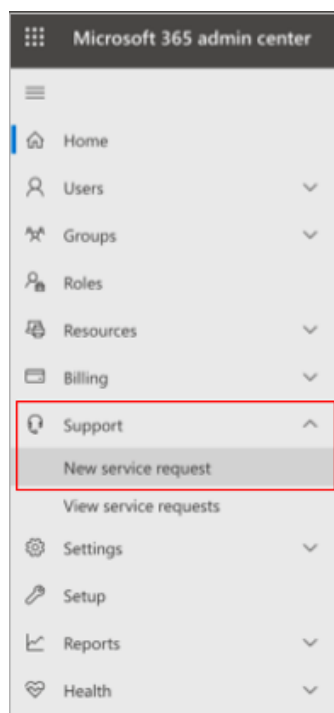 Microsoft 365 admin center
Home
Users
Groups
Roles
Resources
Billing
Support
New service request
View service requests
Settings
Setup
Reports
Health